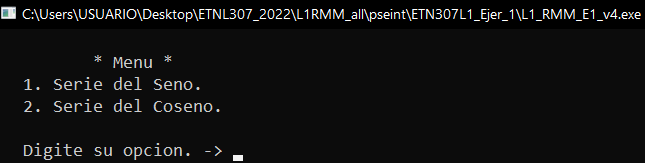 C:\Users\USUARIO\Desktop\ETNL307_2022\L1RMM_all\pseint\ETN307L1_Ejer_1\L1_RMM_E1_v4.exe
* Menu *
1. Serie del Seno.
2. Serie del Coseno.
Digite su opcion. ->